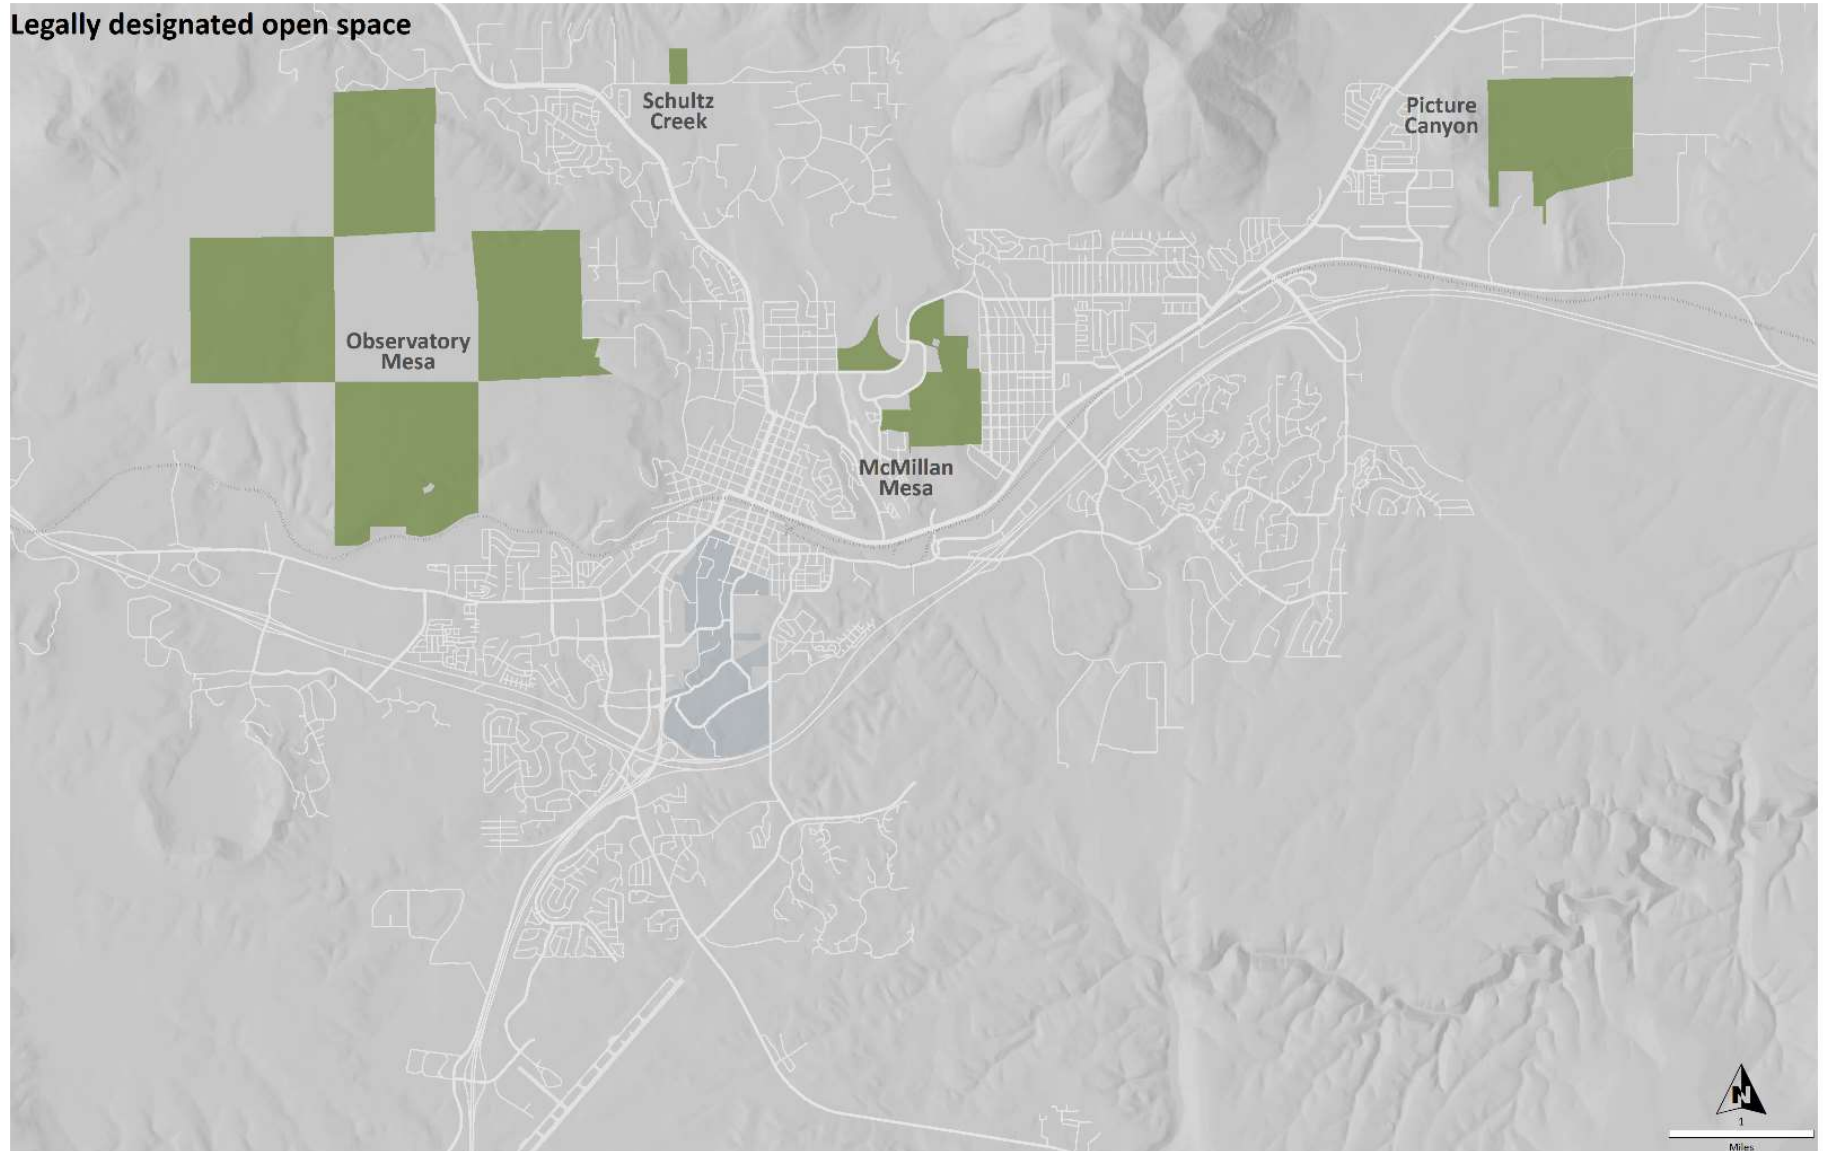 Legally designated open space
Schultz
Creek
Picture
Canyon
Observatory
Mesa
McMillan
Mesa
N
1
Miles